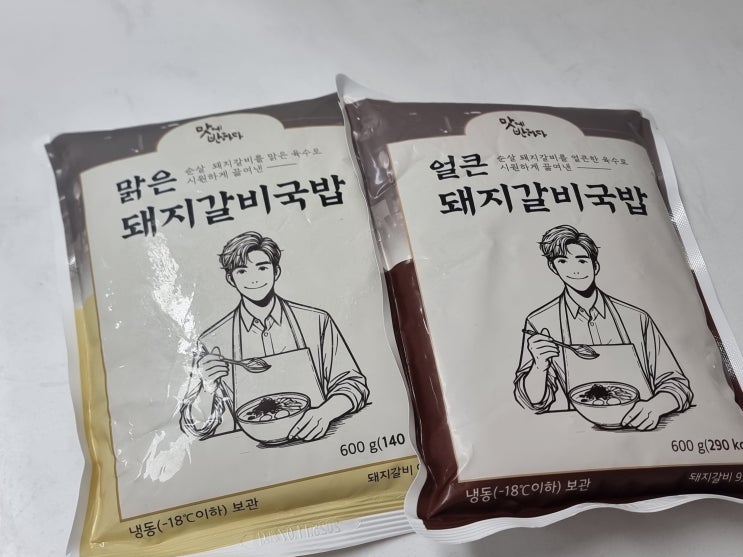 맛에
반하다
맑은
순살 돼지갈비를 맑은 육수로
시원하게 끓여낸
돼지갈비국밥
600 g(140
돼지갈비
냉동(-18℃이하) 보관
맛에
반하다
얼큰
순살 돼지갈비를 얼큰한 육수로
시원하게 끓여낸
돼지갈비국밥
600 g(290 kc
돼지갈비 9
냉동(-18℃이하) 보관